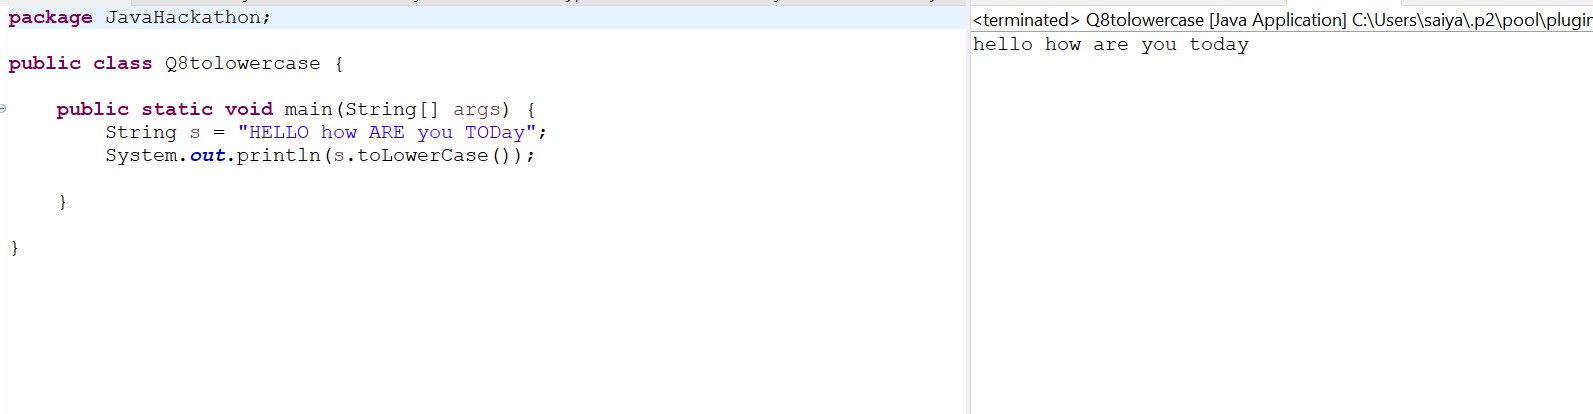 package JavaHackathon;
public class Q8tolowercase {
public static void main(String[] args) {
String s = "HELLO how ARE you TODay";
System.out.println(s.toLowerCase());
}
}
<terminated> Q8tolowercase [Java Application] C:\Users\saiya\.p2\pool\plugin
hello how are you today